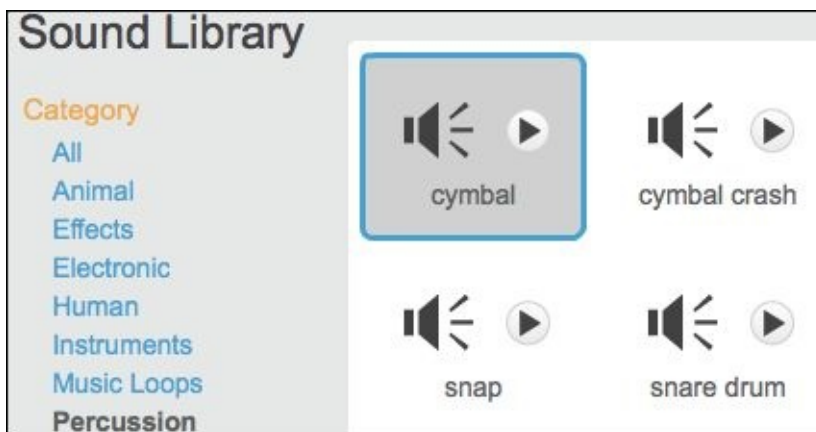 Sound Library
Category
All
Animal
Effects
Electronic
Human
Instruments
Music Loops
Percussion
cymbal
cymbal crash
snap
snare drum